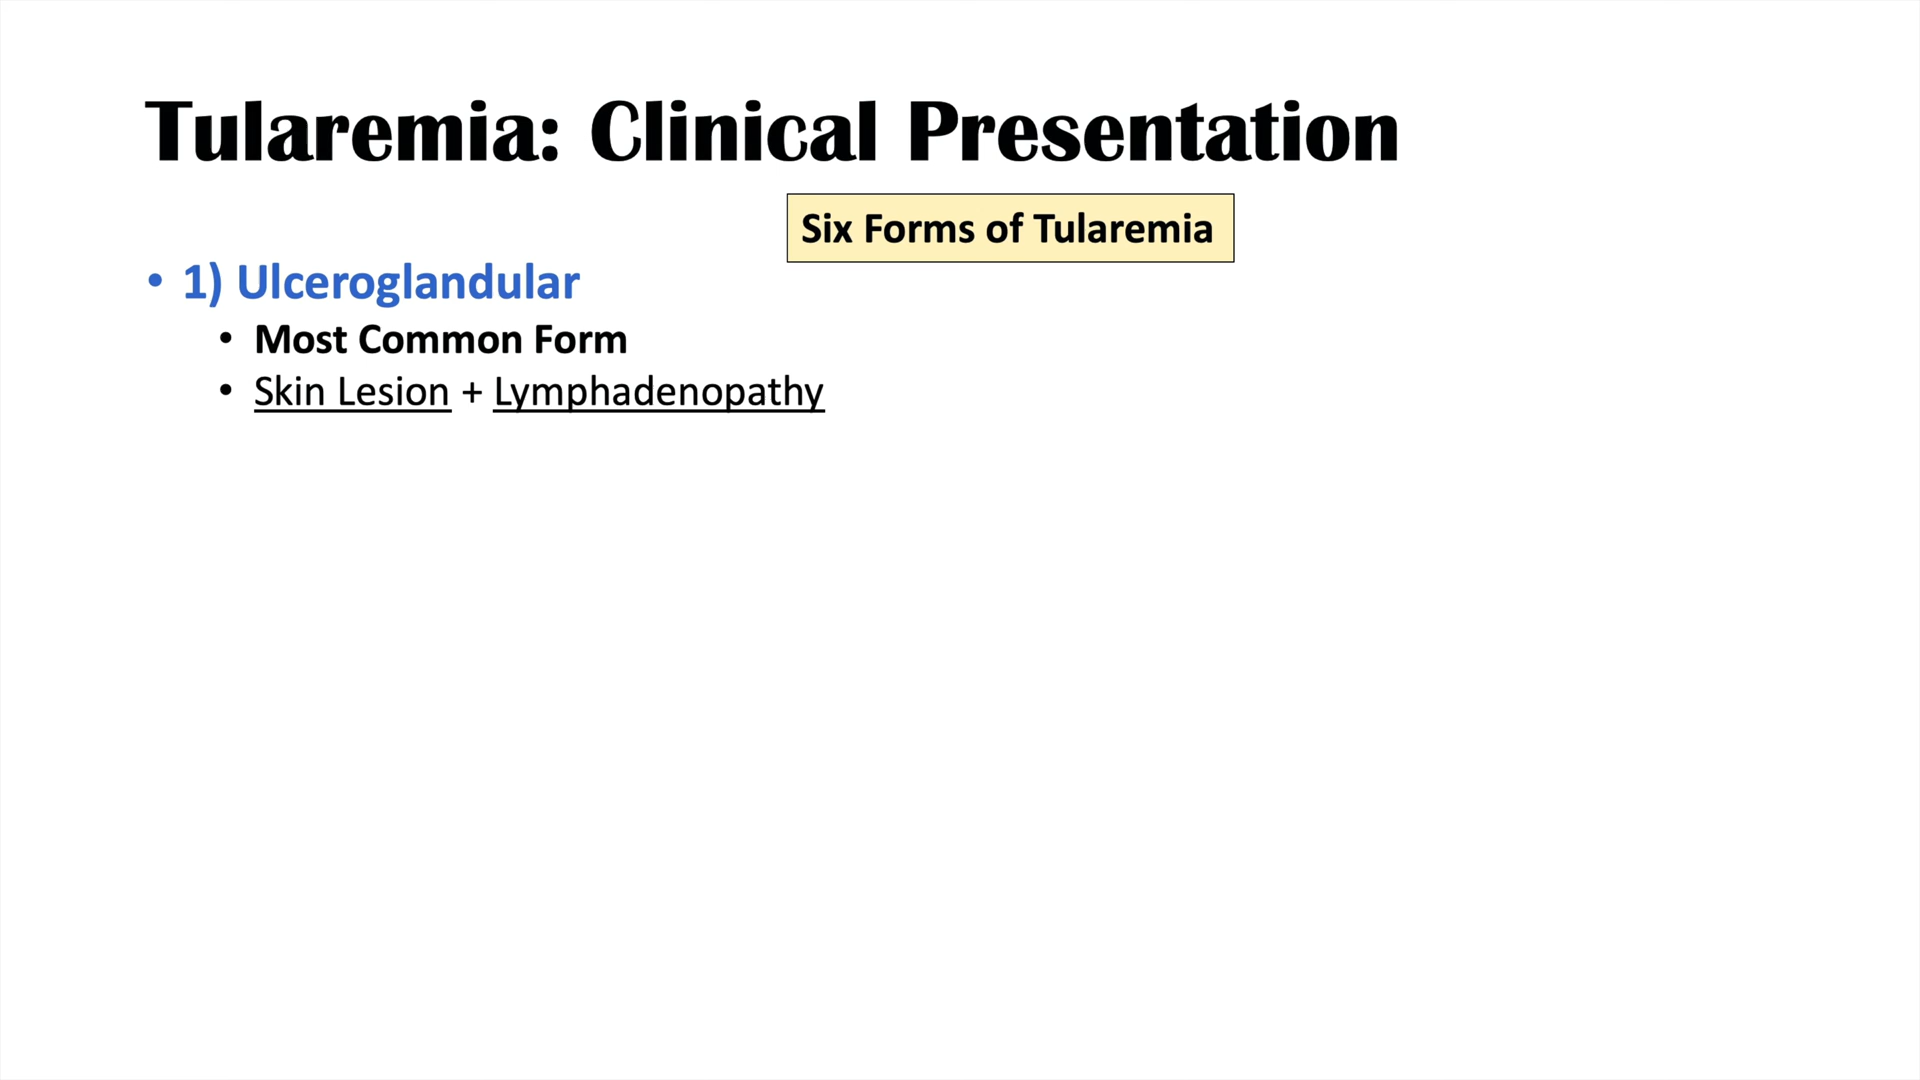 Tularemia: Clinical Presentation
Six Forms of Tularemia
• 1) Ulceroglandular
• Most Common Form
• Skin Lesion + Lymphadenopathy